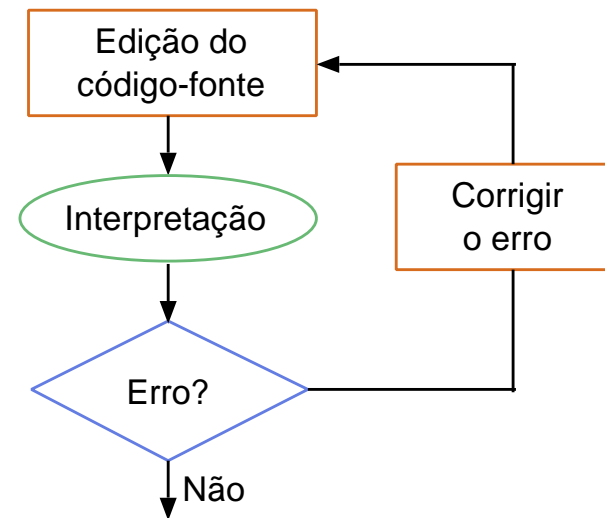 Edição do
código-fonte
Interpretação
Corrigir
o erro
Erro?
Não